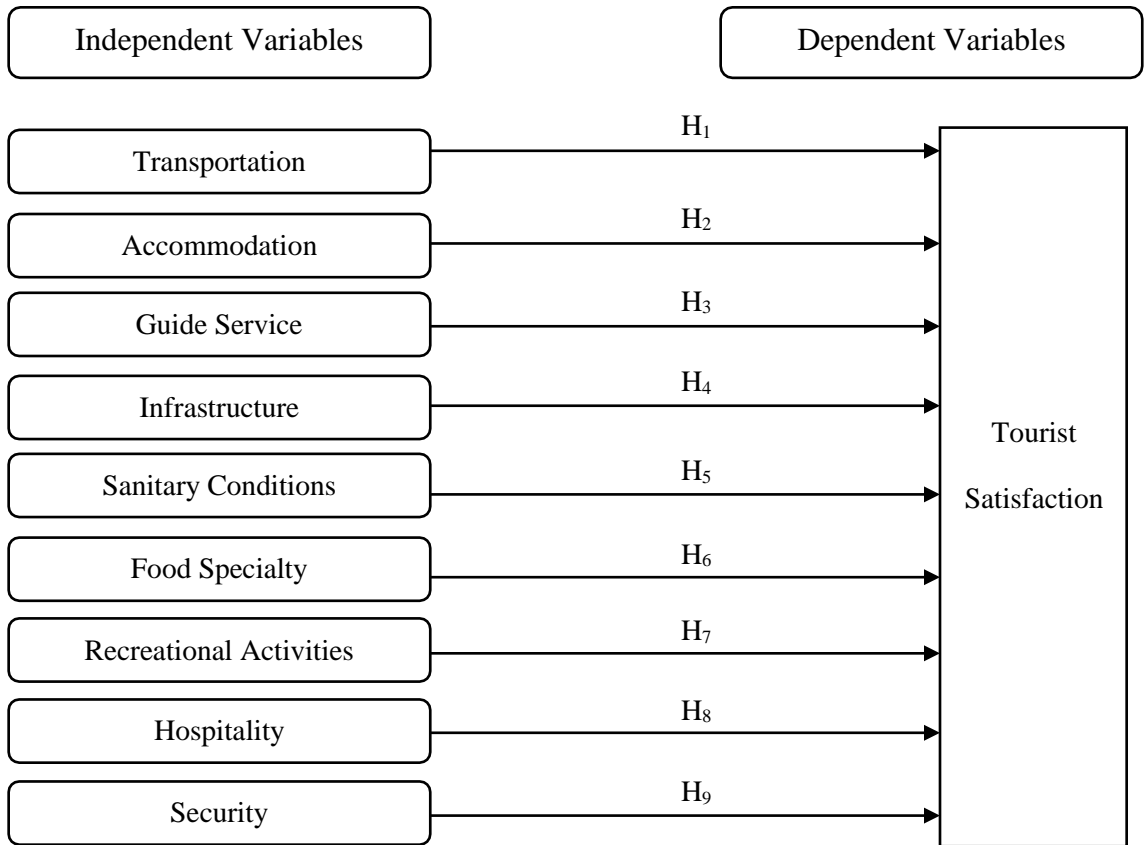 Independent Variables
Dependent Variables
H₁
Transportation
H₂
Accommodation
H₃
Guide Service
H₄
Infrastructure
Tourist
H₅
Sanitary Conditions
Satisfaction
H₆
Food Specialty
H₇
Recreational Activities
H₈
Hospitality
H₉
Security